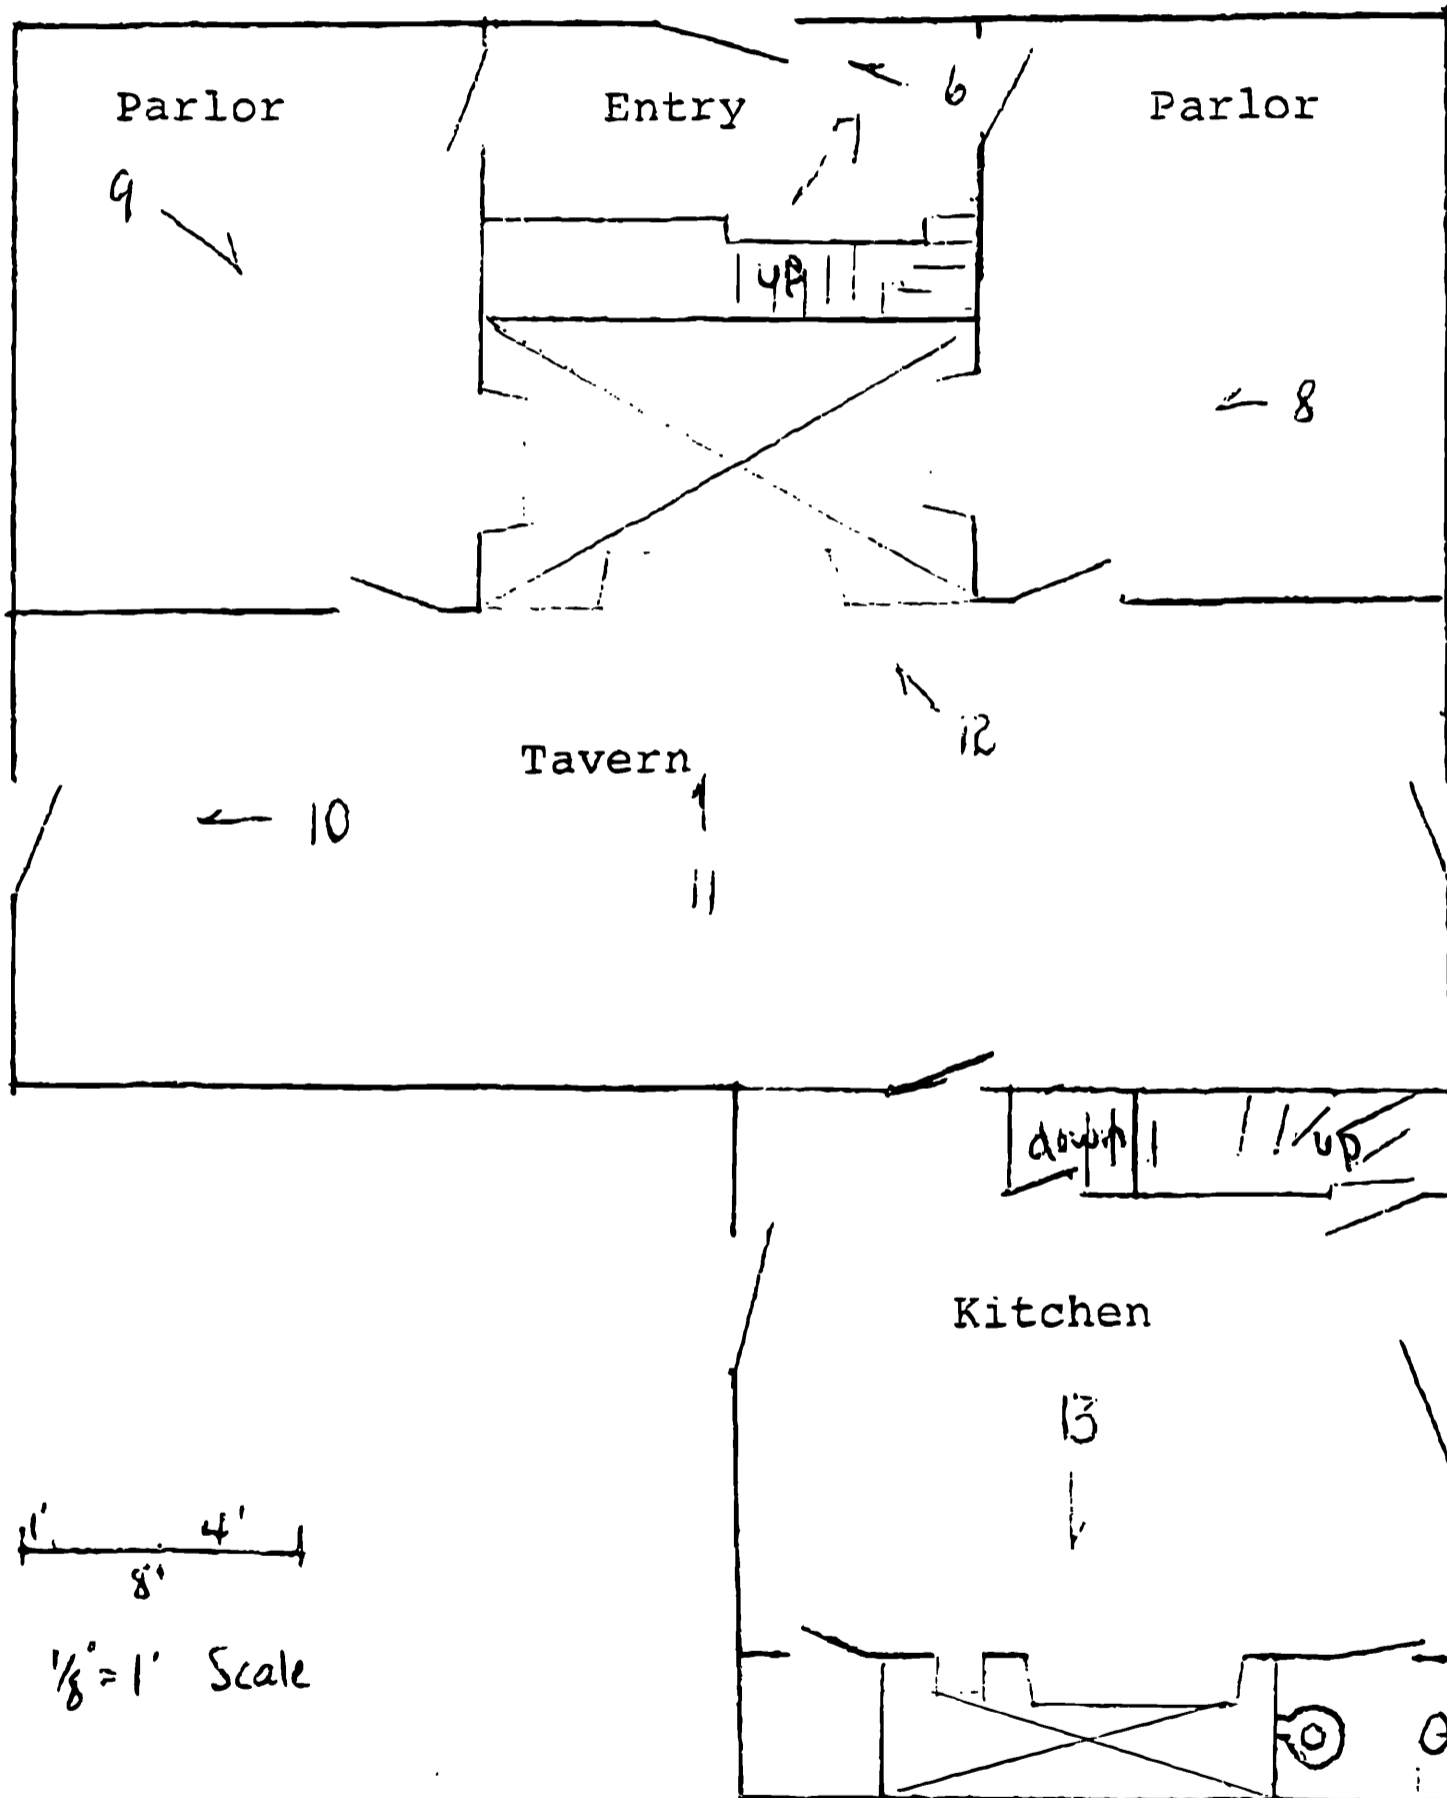 Parlor Entry Parlor
6
7
9
up
8
12
Tavern
10
11
down up
Kitchen
13
1' 4'
8'
1/8" = 1' Scale